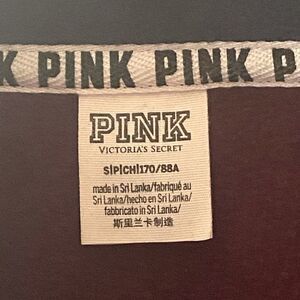 K PINK PINK P
PINK
VICTORIA'S SECRET
S|P|CH|170/88A
made in Sri Lanka/fabriqué au
Sri Lanka/hecho en Sri Lanka/
fabbricato in Sri Lanka/
斯里兰卡制造